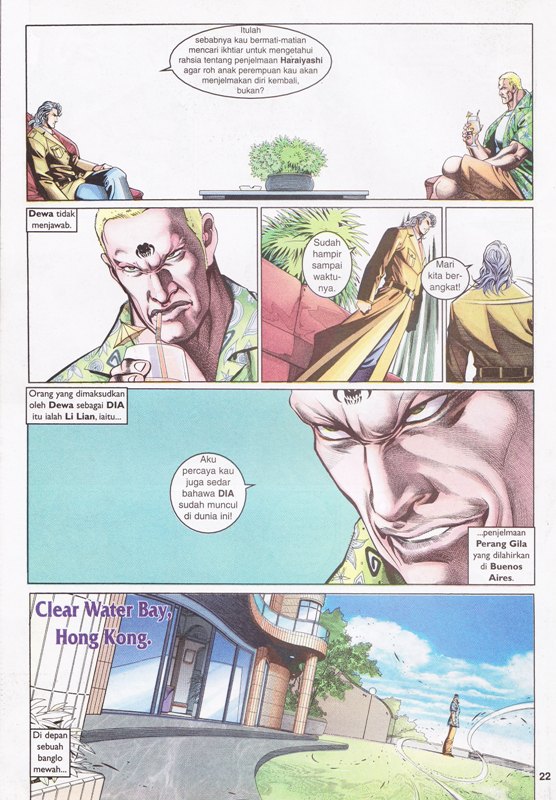 Itulah
sebabnya kau bermati-matian
mencari ikhtiar untuk mengetahui
rahsia tentang penjelmaan Haraiyashi
agar roh anak perempuan kau akan
menjelmakan diri kembali,
bukan?
Dewa tidak
menjawab.
Sudah
hampir
sampai
waktu-
nya.
Mari
kita ber-
angkat!
Orang yang dimaksudkan
oleh Dewa sebagai DIA
itu ialah Li Lian, iaitu...
Aku
percaya kau
juga sedar
bahawa DIA
sudah muncul
di dunia ini!
...penjelmaan
Perang Gila
yang dilahirkan
di Buenos
Aires.
Clear Water Bay,
Hong Kong.
Di depan
sebuah
banglo
mewah...
22